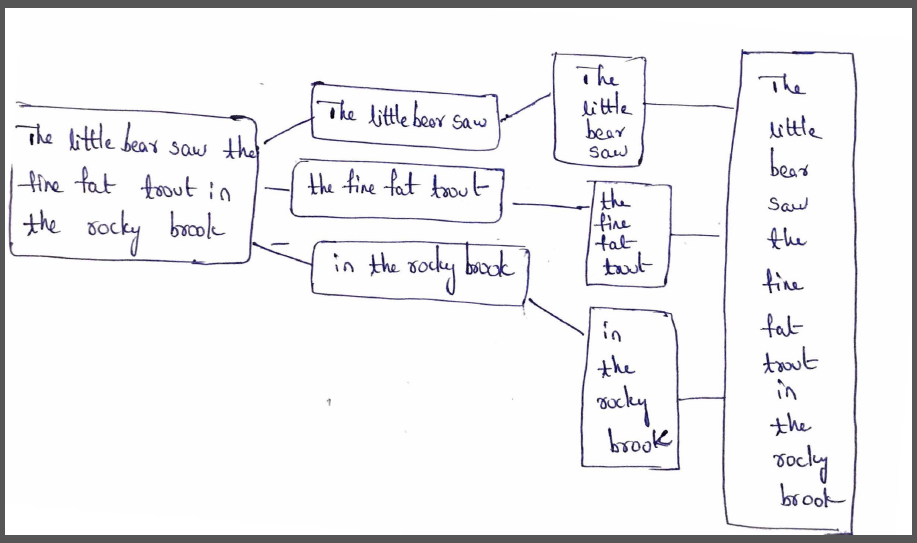 The little bear saw the
fine fat trout in
the rocky brook
The little bear saw
the fine fat trout
in the rocky brook
The
little
bear
saw
the
fine
fat
trout
in
the
rocky
brook
The
little
bear
saw
the
fine
fat
trout
in
the
rocky
brook